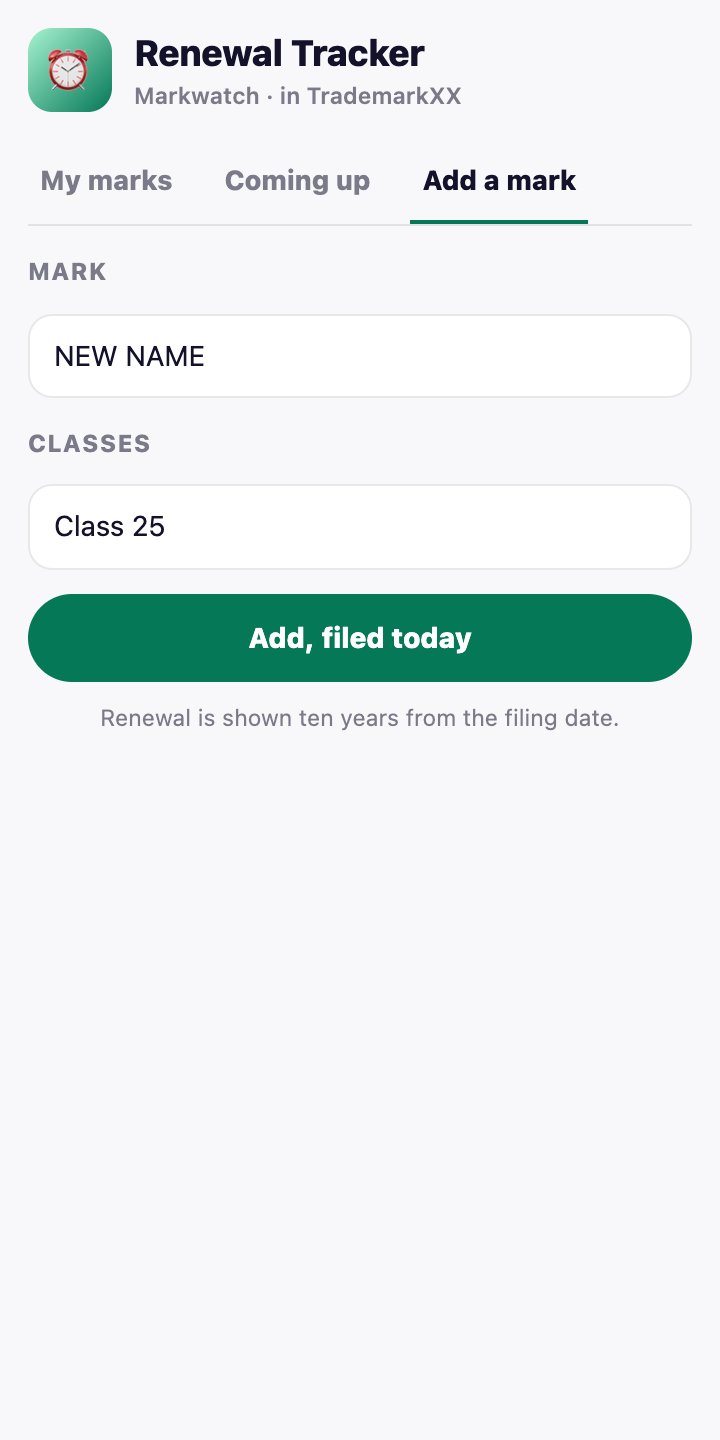 Renewal Tracker
Markwatch · in TrademarkXX
My marks Coming up Add a mark
MARK
NEW NAME
CLASSES
Class 25
Add, filed today
Renewal is shown ten years from the filing date.